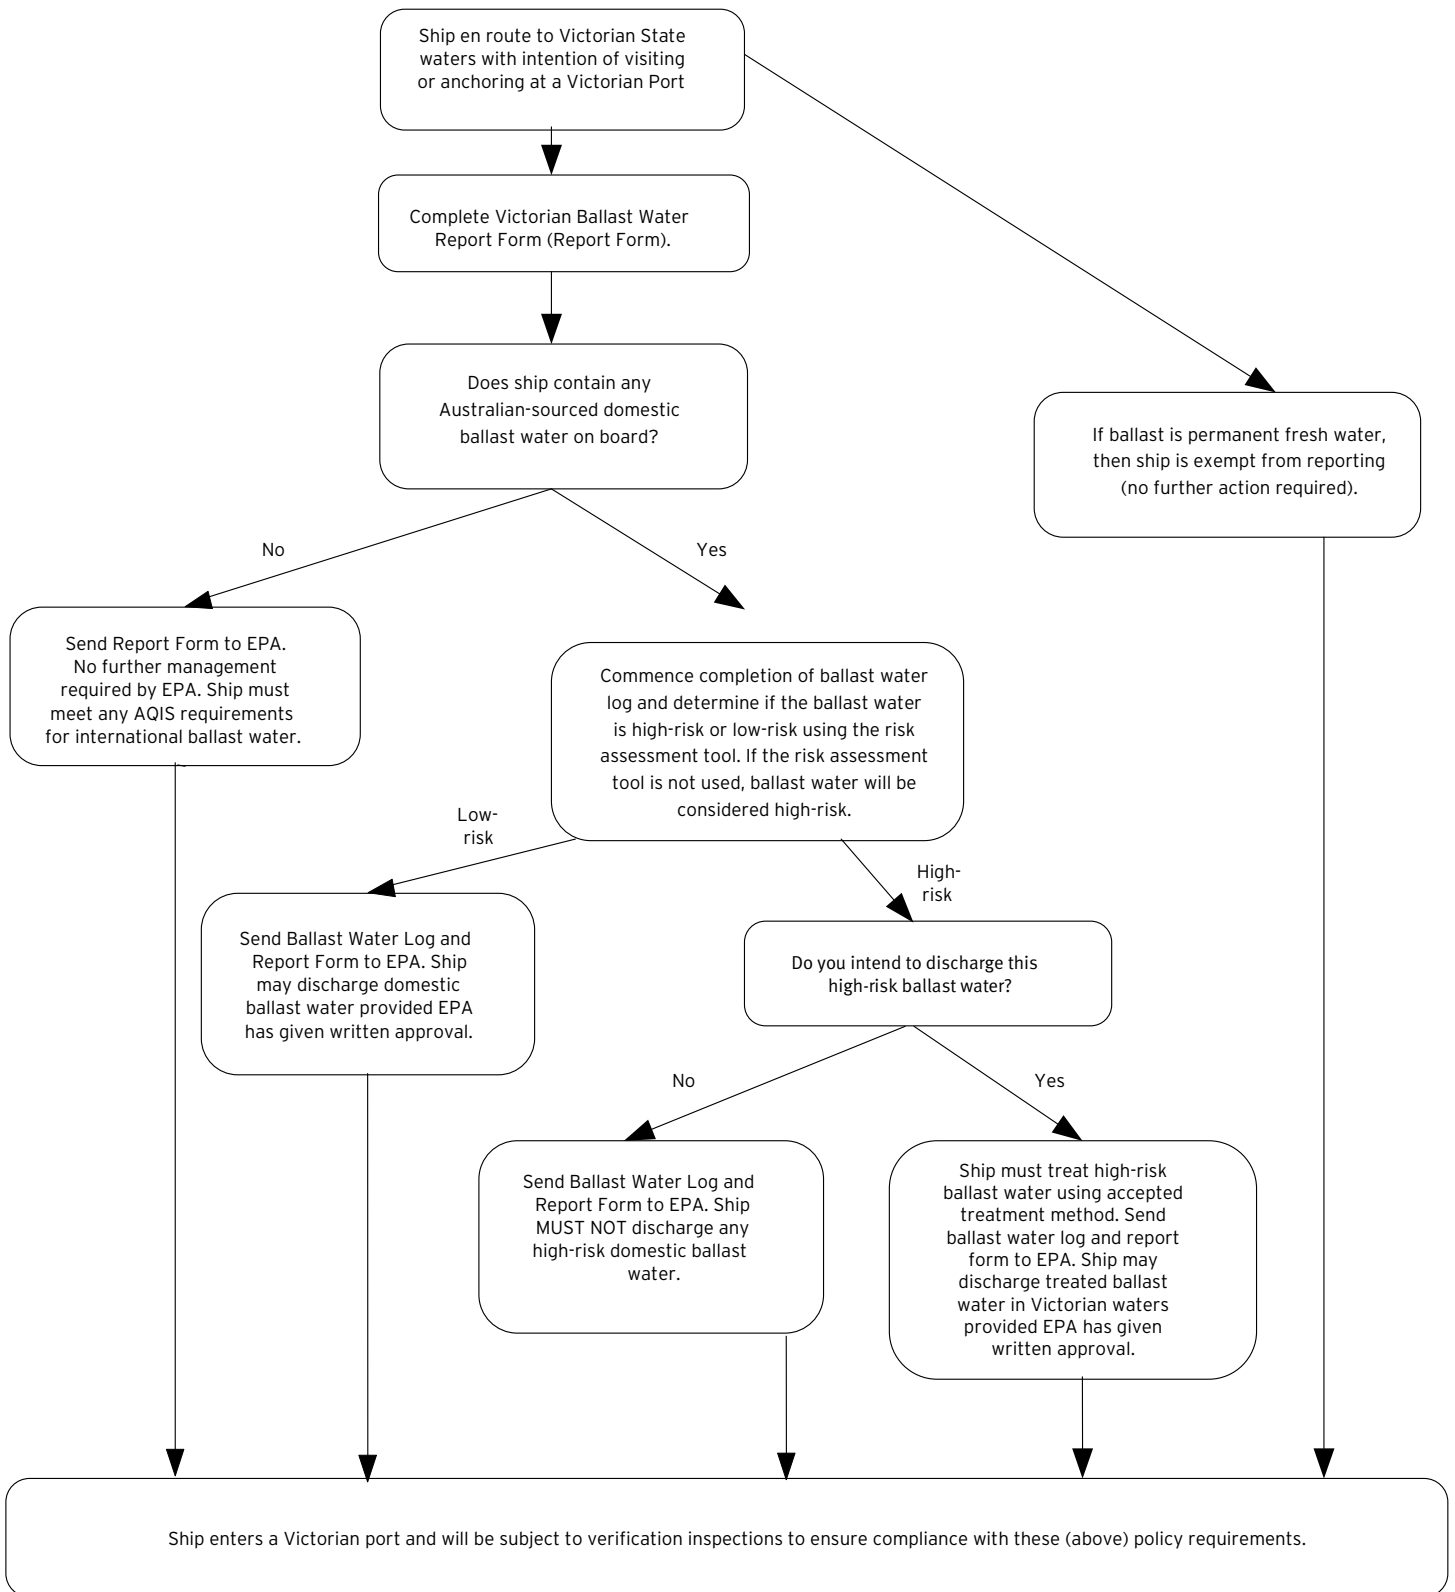 Ship en route to Victorian State
waters with intention of visiting
or anchoring at a Victorian Port
Complete Victorian Ballast Water
Report Form (Report Form).
Does ship contain any
Australian-sourced domestic
ballast water on board?
If ballast is permanent fresh water,
then ship is exempt from reporting
(no further action required).
No
Yes
Send Report Form to EPA.
No further management
required by EPA. Ship must
meet any AQIS requirements
for international ballast water.
Commence completion of ballast water
log and determine if the ballast water
is high-risk or low-risk using the risk
assessment tool. If the risk assessment
tool is not used, ballast water will be
considered high-risk.
Low-
risk
High-
risk
Send Ballast Water Log and
Report Form to EPA. Ship
may discharge domestic
ballast water provided EPA
has given written approval.
Do you intend to discharge this
high-risk ballast water?
No
Yes
Send Ballast Water Log and
Report Form to EPA. Ship
MUST NOT discharge any
high-risk domestic ballast
water.
Ship must treat high-risk
ballast water using accepted
treatment method. Send
ballast water log and report
form to EPA. Ship may
discharge treated ballast
water in Victorian waters
provided EPA has given
written approval.
Ship enters a Victorian port and will be subject to verification inspections to ensure compliance with these (above) policy requirements.